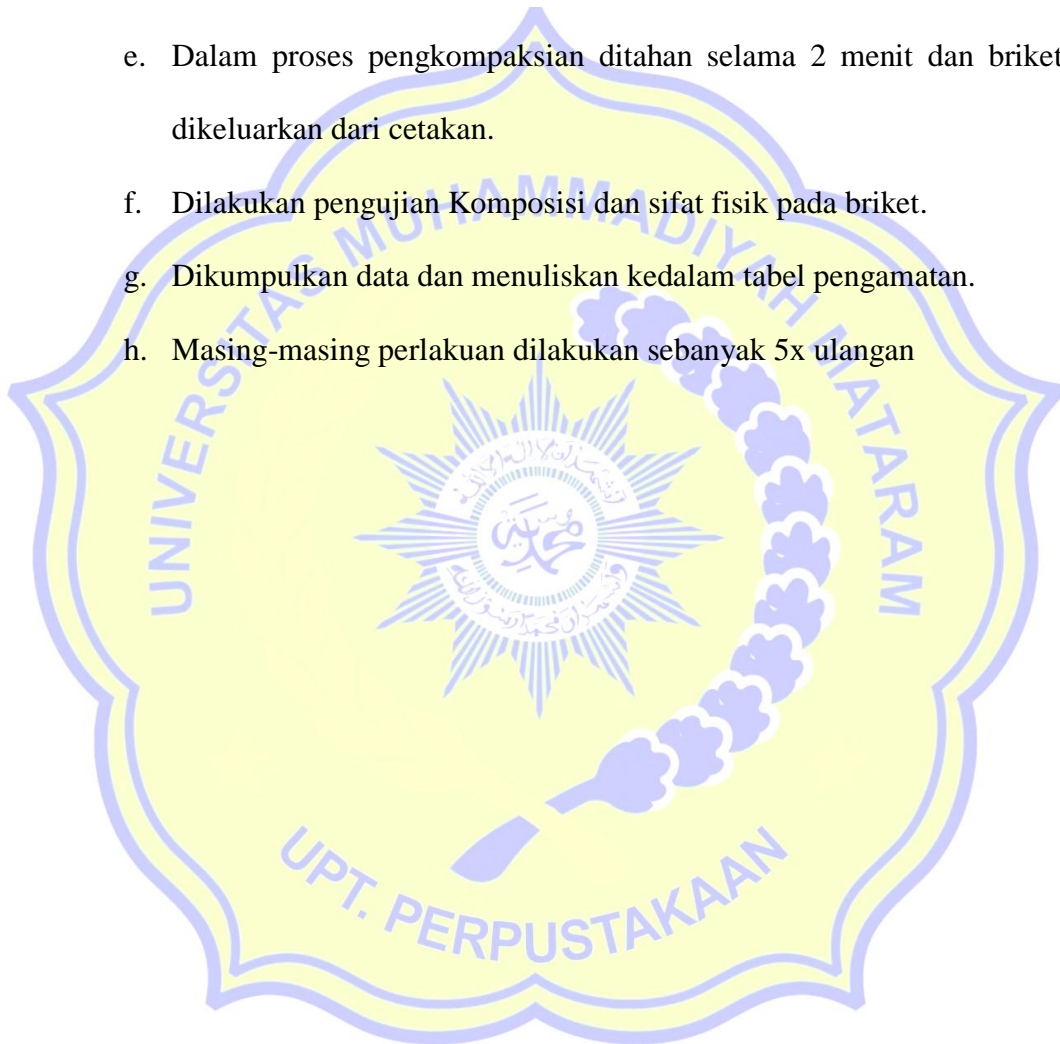 e. Dalam proses pengkompaksian ditahan selama 2 menit dan briket
dikeluarkan dari cetakan.
f. Dilakukan pengujian Komposisi dan sifat fisik pada briket.
g. Dikumpulkan data dan menuliskan kedalam tabel pengamatan.
h. Masing-masing perlakuan dilakukan sebanyak 5x ulangan
UNIVERSITAS MUHAMMADIYAH MATARAM
UPT. PERPUSTAKAAN